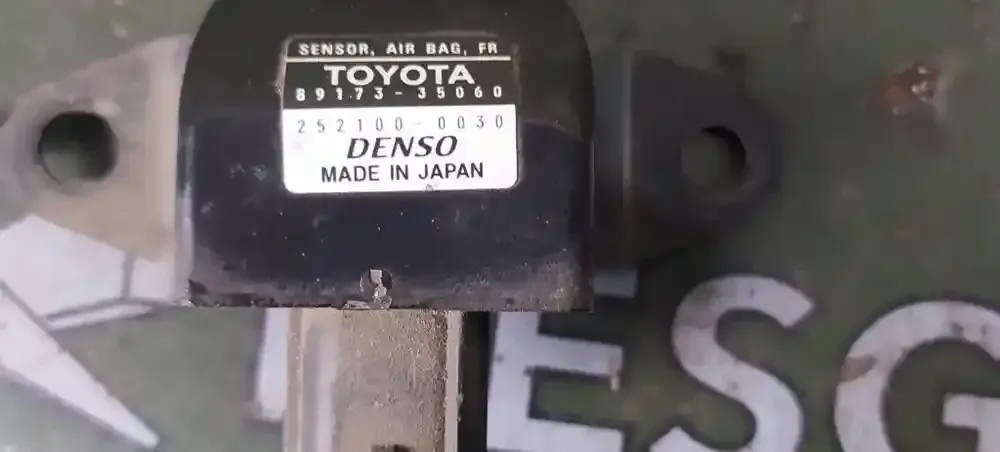 SENSOR, AIR BAG, FR
TOYOTA
89173-35060
252100-0030
DENSO
MADE IN JAPAN
ESG